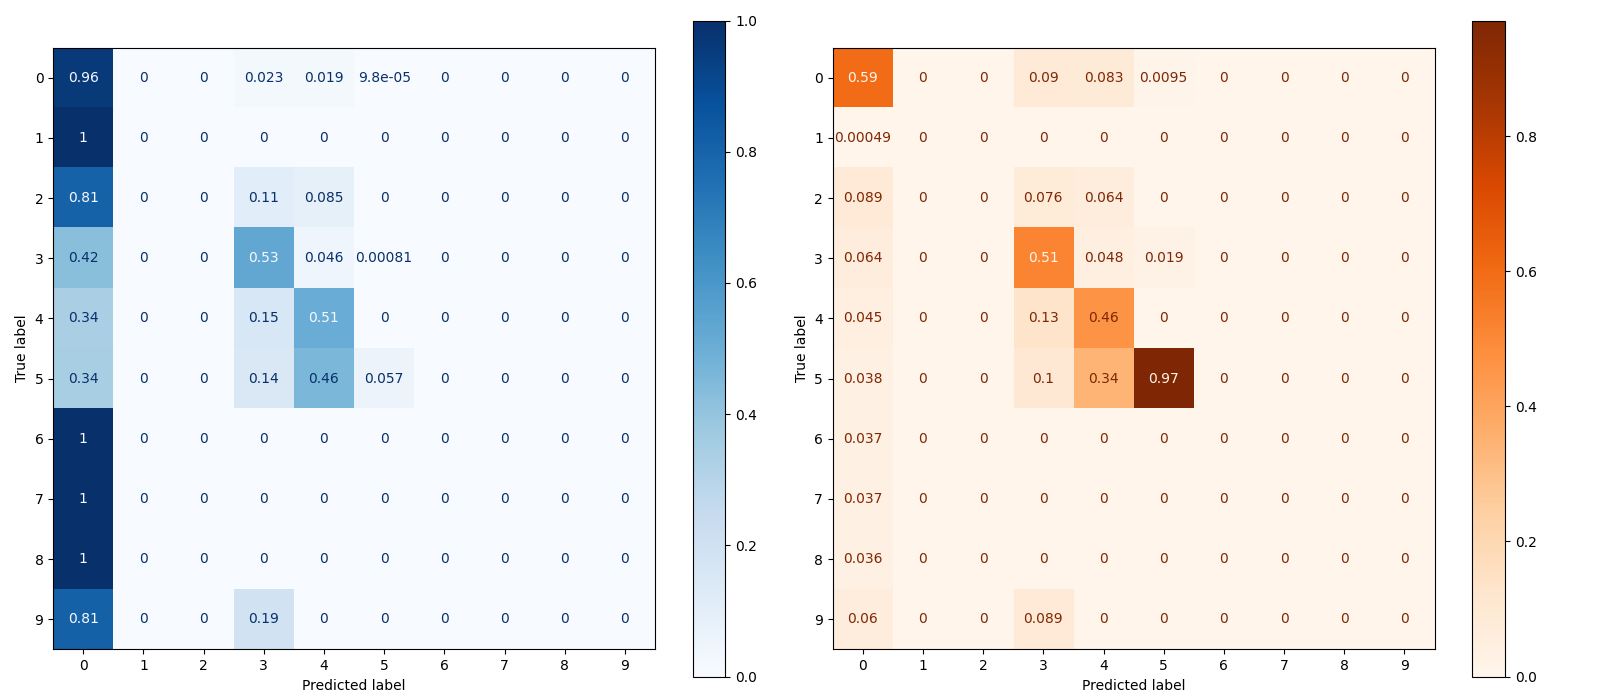 0 0.96 0 0 0.023 0.019 9.8e-05 0 0 0 0
1 1 0 0 0 0 0 0 0 0 0
2 0.81 0 0 0.11 0.085 0 0 0 0 0
3 0.42 0 0 0.53 0.046 0.00081 0 0 0 0
4 0.34 0 0 0.15 0.51 0 0 0 0 0
5 0.34 0 0 0.14 0.46 0.057 0 0 0 0
6 1 0 0 0 0 0 0 0 0 0
7 1 0 0 0 0 0 0 0 0 0
8 1 0 0 0 0 0 0 0 0 0
9 0.81 0 0 0.19 0 0 0 0 0 0
0 1 2 3 4 5 6 7 8 9
Predicted label
True label
1.0
0.8
0.6
0.4
0.2
0.0
0 0.59 0 0 0.09 0.083 0.0095 0 0 0 0
1 0.00049 0 0 0 0 0 0 0 0 0
2 0.089 0 0 0.076 0.064 0 0 0 0 0
3 0.064 0 0 0.51 0.048 0.019 0 0 0 0
4 0.045 0 0 0.13 0.46 0 0 0 0 0
5 0.038 0 0 0.1 0.34 0.97 0 0 0 0
6 0.037 0 0 0 0 0 0 0 0 0
7 0.037 0 0 0 0 0 0 0 0 0
8 0.036 0 0 0 0 0 0 0 0 0
9 0.06 0 0 0.089 0 0 0 0 0 0
0 1 2 3 4 5 6 7 8 9
Predicted label
True label
0.8
0.6
0.4
0.2
0.0